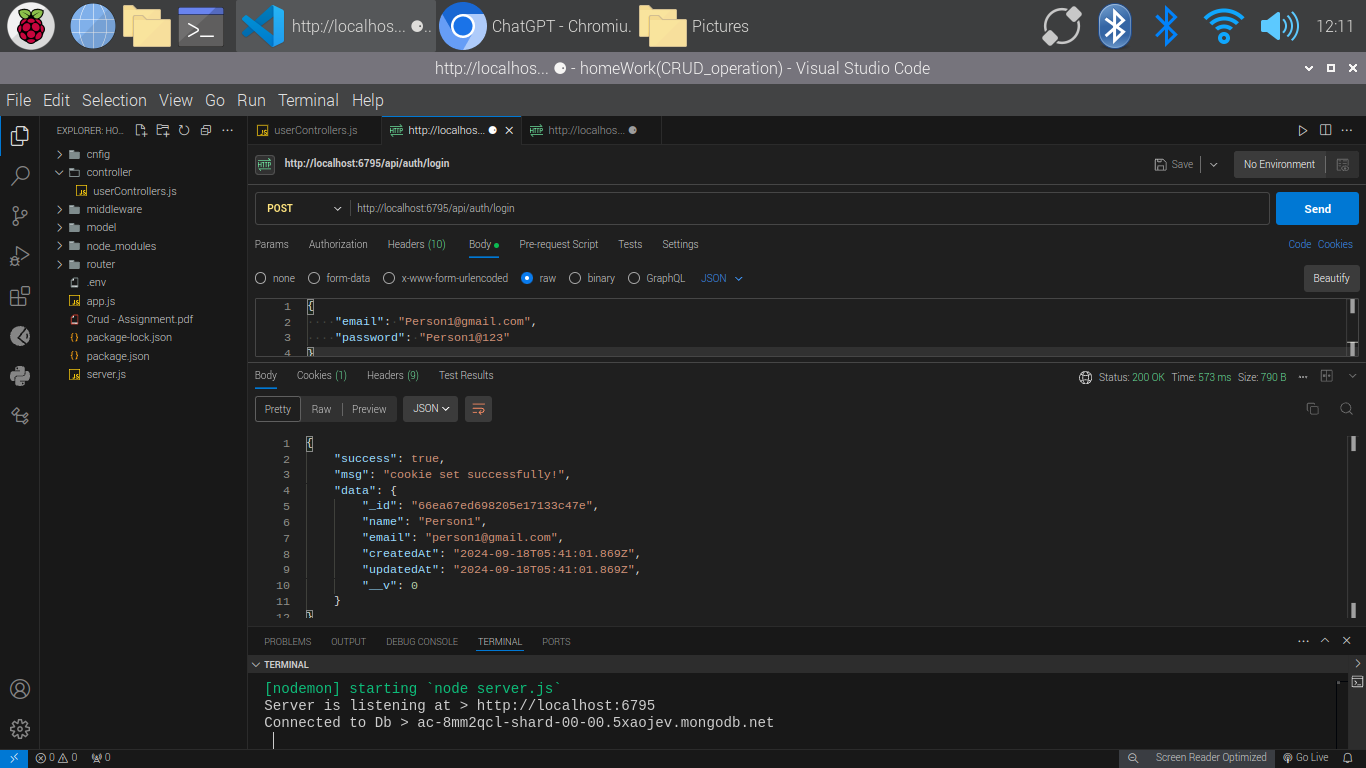 http://localhos... ●..
ChatGPT - Chromiu.
Pictures
12:11
http://localhos... ● - homeWork(CRUD_operation) - Visual Studio Code
File Edit Selection View Go Run Terminal Help
EXPLORER: HO...
cnfig
controller
userControllers.js
middleware
model
node_modules
router
.env
app.js
Crud - Assignment.pdf
package-lock.json
package.json
server.js
userControllers.js
http://localhos... ●
http://localhos... ●
http://localhost:6795/api/auth/login
Save
No Environment
POST
http://localhost:6795/api/auth/login
Send
Params Authorization Headers (10) Body Pre-request Script Tests Settings Code Cookies
none form-data x-www-form-urlencoded raw binary GraphQL JSON Beautify
1 {
2 "email": "Person1@gmail.com",
3 "password": "Person1@123"
4 }
Body Cookies (1) Headers (9) Test Results Status: 200 OK Time: 573 ms Size: 790 B
Pretty Raw Preview JSON
1 {
2 "success": true,
3 "msg": "cookie set successfully!",
4 "data": {
5 "_id": "66ea67ed698205e17133c47e",
6 "name": "Person1",
7 "email": "person1@gmail.com",
8 "createdAt": "2024-09-18T05:41:01.869Z",
9 "updatedAt": "2024-09-18T05:41:01.869Z",
10 "__v": 0
11 }
12 }
PROBLEMS OUTPUT DEBUG CONSOLE TERMINAL PORTS
TERMINAL
[nodemon] starting `node server.js`
Server is listening at > http://localhost:6795
Connected to Db > ac-8mm2qcl-shard-00-00.5xaojev.mongodb.net
0 0 0
Screen Reader Optimized
Go Live